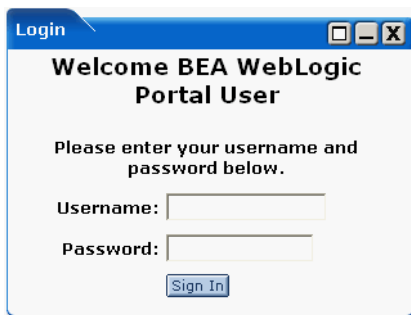 Login
Welcome BEA WebLogic
Portal User
Please enter your username and
password below.
Username:
Password:
Sign In